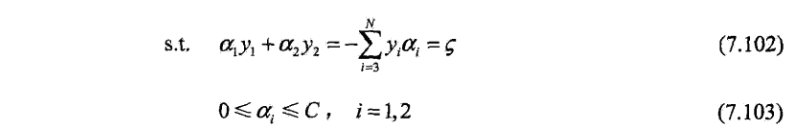 s.t. α₁y₁ + α₂y₂ = −∑_{i=3}^{N} yᵢαᵢ = ς (7.102)
0 ≤ αᵢ ≤ C , i = 1,2 (7.103)